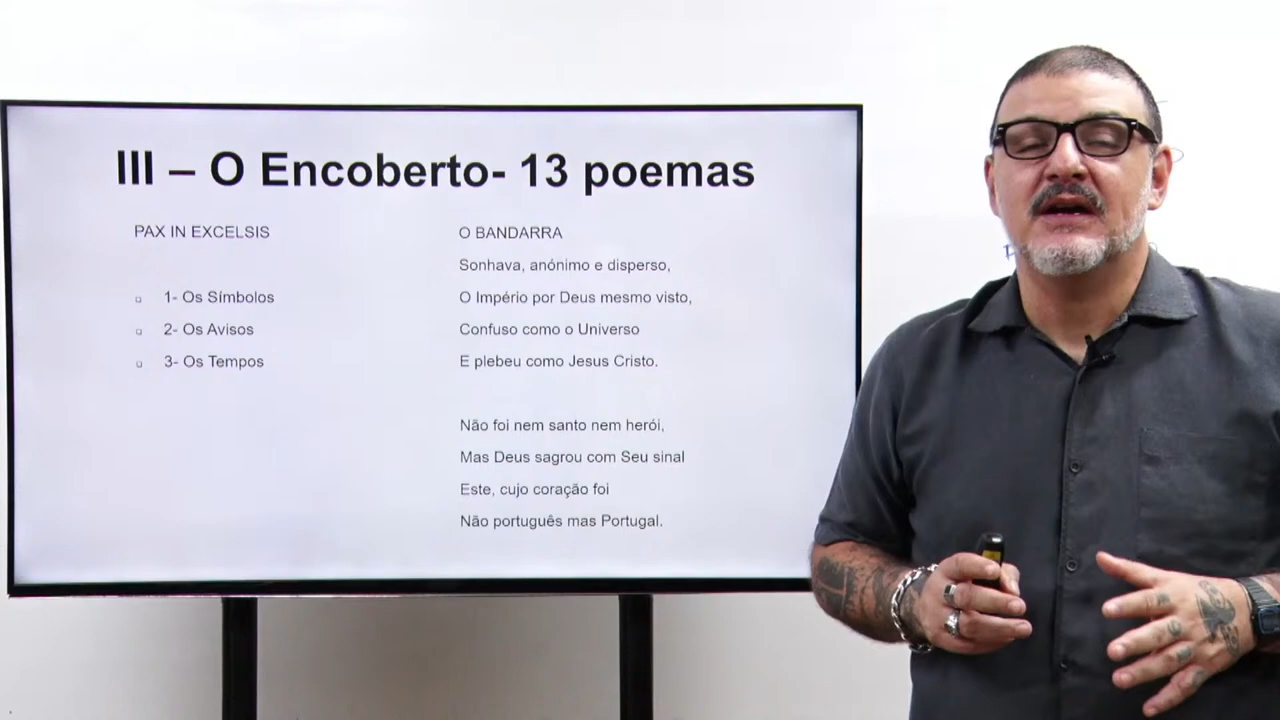 III – O Encoberto- 13 poemas
PAX IN EXCELSIS
1- Os Símbolos
2- Os Avisos
3- Os Tempos
O BANDARRA
Sonhava, anónimo e disperso,
O Império por Deus mesmo visto,
Confuso como o Universo
E plebeu como Jesus Cristo.
Não foi nem santo nem herói,
Mas Deus sagrou com Seu sinal
Este, cujo coração foi
Não português mas Portugal.